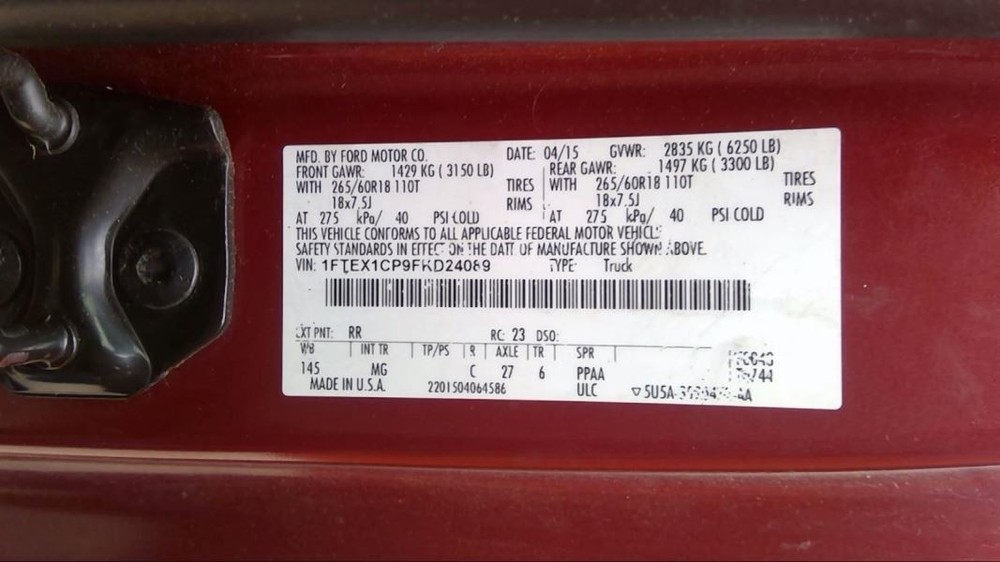 MFD. BY FORD MOTOR CO. DATE: 04/15 GVWR: 2835 KG ( 6250 LB)
FRONT GAWR: 1429 KG ( 3150 LB) REAR GAWR: 1497 KG ( 3300 LB)
WITH 265/60R18 110T TIRES WITH 265/60R18 110T TIRES
18x7.5J RIMS 18x7.5J RIMS
AT 275 kPa/ 40 PSI COLD AT 275 kPa/ 40 PSI COLD
THIS VEHICLE CONFORMS TO ALL APPLICABLE FEDERAL MOTOR VEHICLE
SAFETY STANDARDS IN EFFECT ON THE DATE OF MANUFACTURE SHOWN ABOVE.
VIN: 1FTEX1CP9FKD24089 TYPE: Truck
EXT PNT: RR RC: 23 DSO:
WB INT TR TP/PS R AXLE TR SPR
145 MG C 27 6 PPAA
MADE IN U.S.A. 2201504064586 ULC